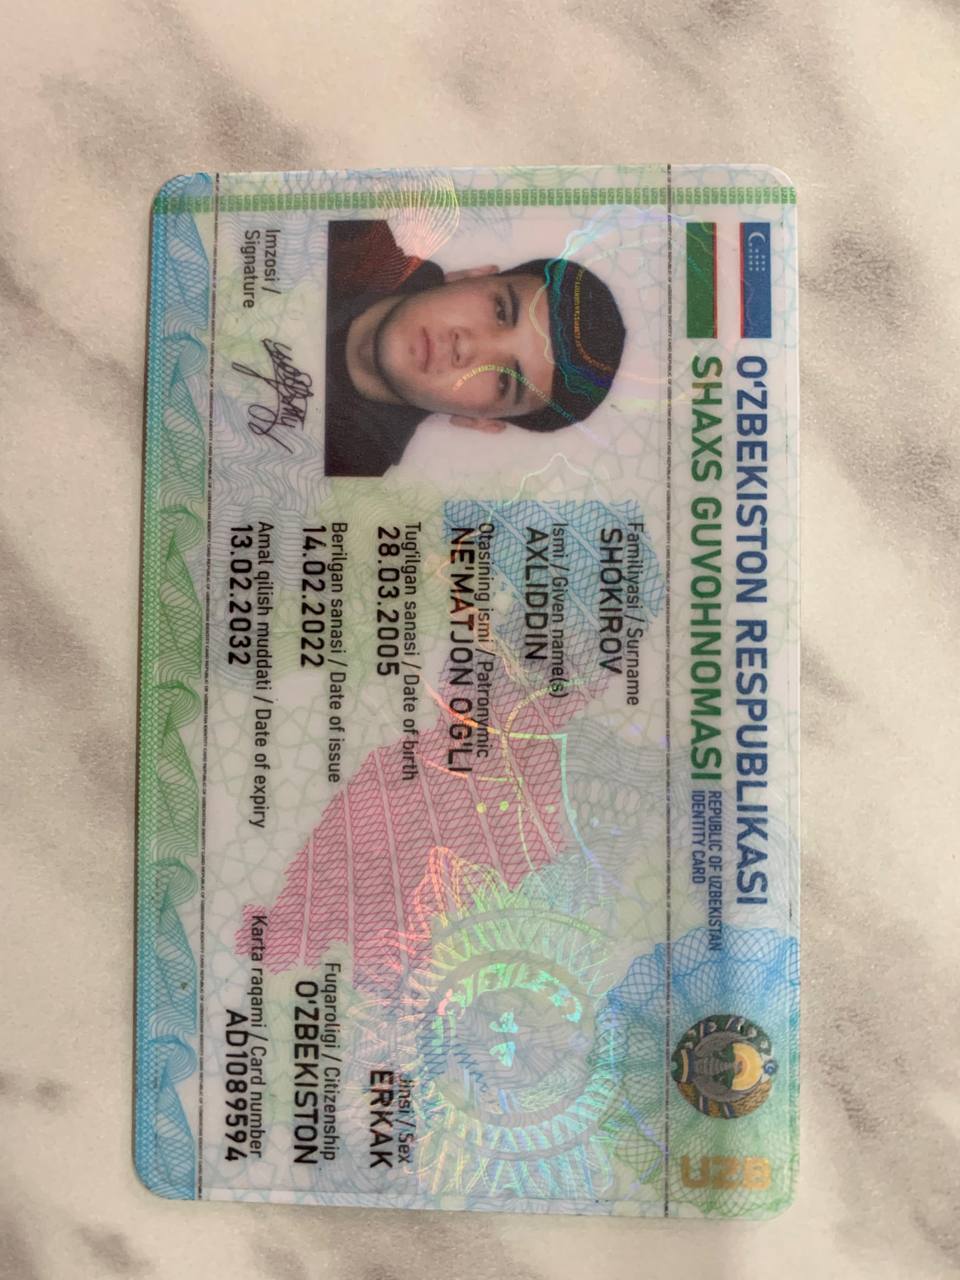 O‘ZBEKISTON RESPUBLIKASI
SHAXS GUVOHNOMASI
REPUBLIC OF UZBEKISTAN
IDENTITY CARD
UZB
Familiyasi / Surname
SHOKIROV
Ismi / Given name(s)
AXLIDDIN
Otasining ismi / Patronymic
NE'MATJON O'G'LI
Tug'ilgan sanasi / Date of birth
28.03.2005
Jinsi / Sex
ERKAK
Berilgan sanasi / Date of issue
14.02.2022
Fuqaroligi / Citizenship
O'ZBEKISTON
Amal qilish muddati / Date of expiry
13.02.2032
Karta raqami / Card number
AD1089594
Imzosi /
Signature